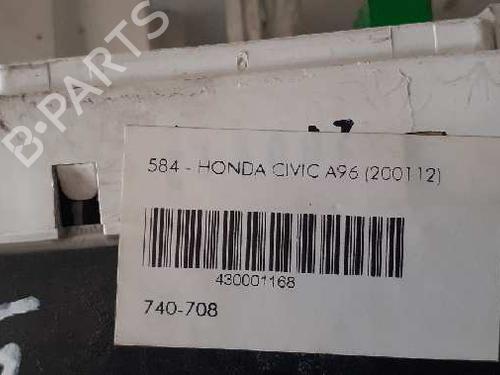 B-PARTS
584 - HONDA CIVIC A96 (200112)
430001168
740-708